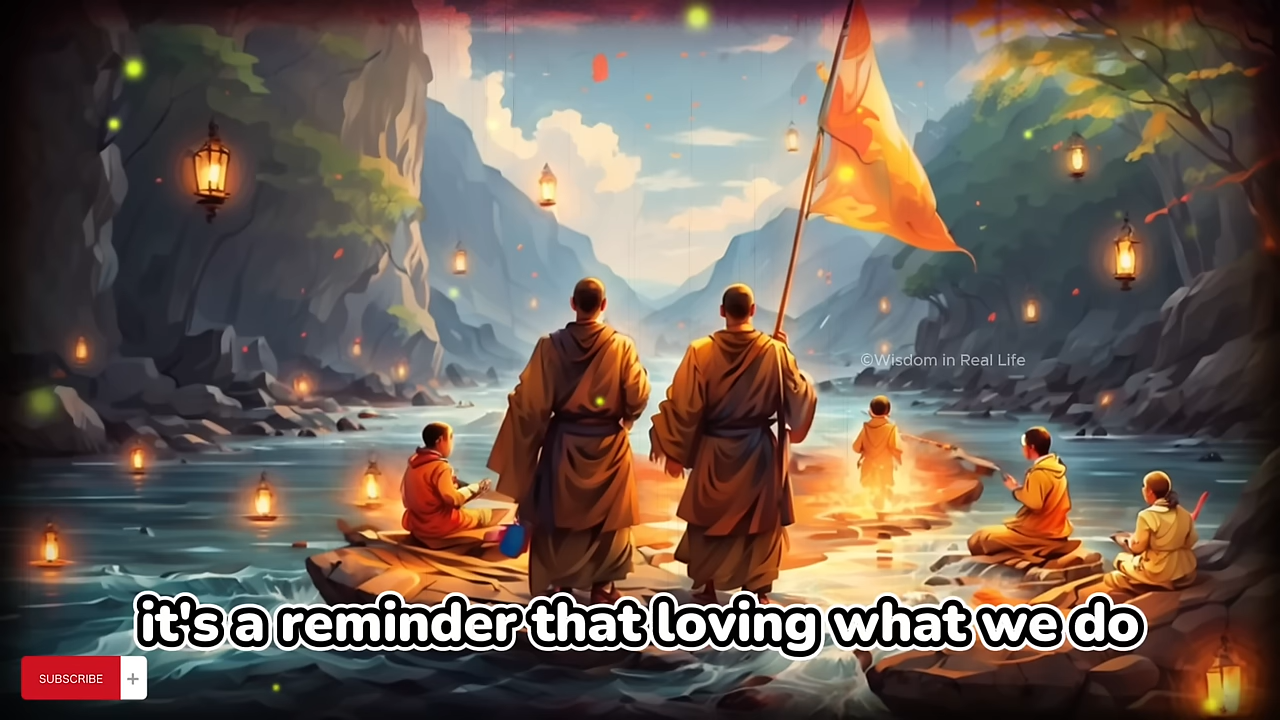 ©Wisdom in Real Life
it's a reminder that loving what we do
SUBSCRIBE +